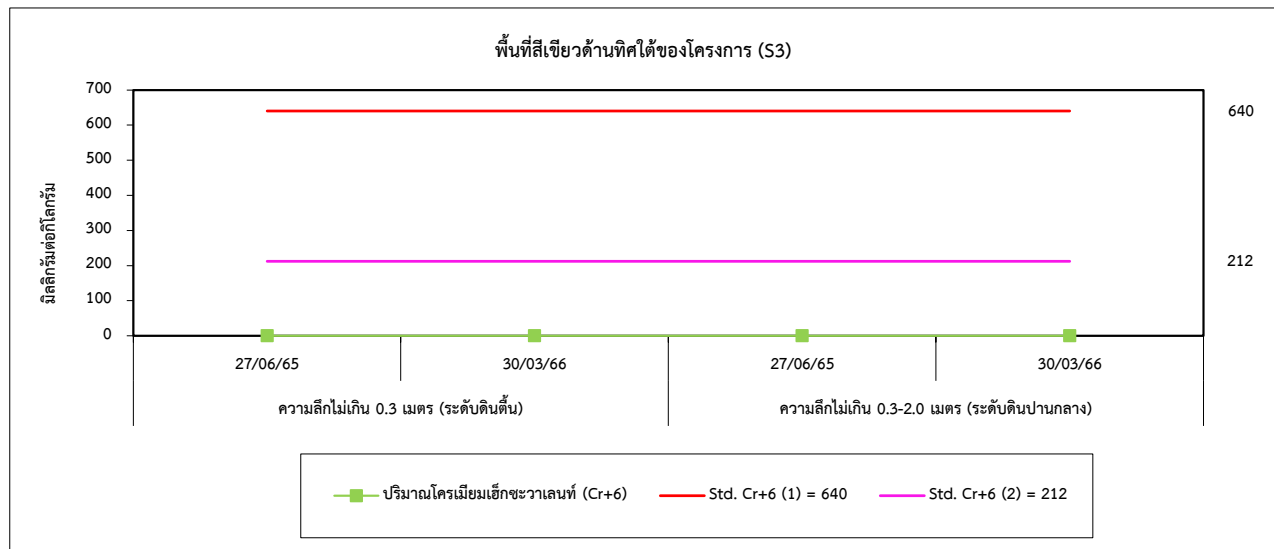 พื้นที่สีเขียวด้านทิศใต้ของโครงการ (S3)
มิลลิกรัมต่อกิโลกรัม
700
600
500
400
300
200
100
0
640
212
27/06/65 30/03/66 27/06/65 30/03/66
ความลึกไม่เกิน 0.3 เมตร (ระดับดินตื้น) ความลึกไม่เกิน 0.3-2.0 เมตร (ระดับดินปานกลาง)
ปริมาณโครเมียมเฮ็กซะวาเลนท์ (Cr+6) Std. Cr+6 (1) = 640 Std. Cr+6 (2) = 212